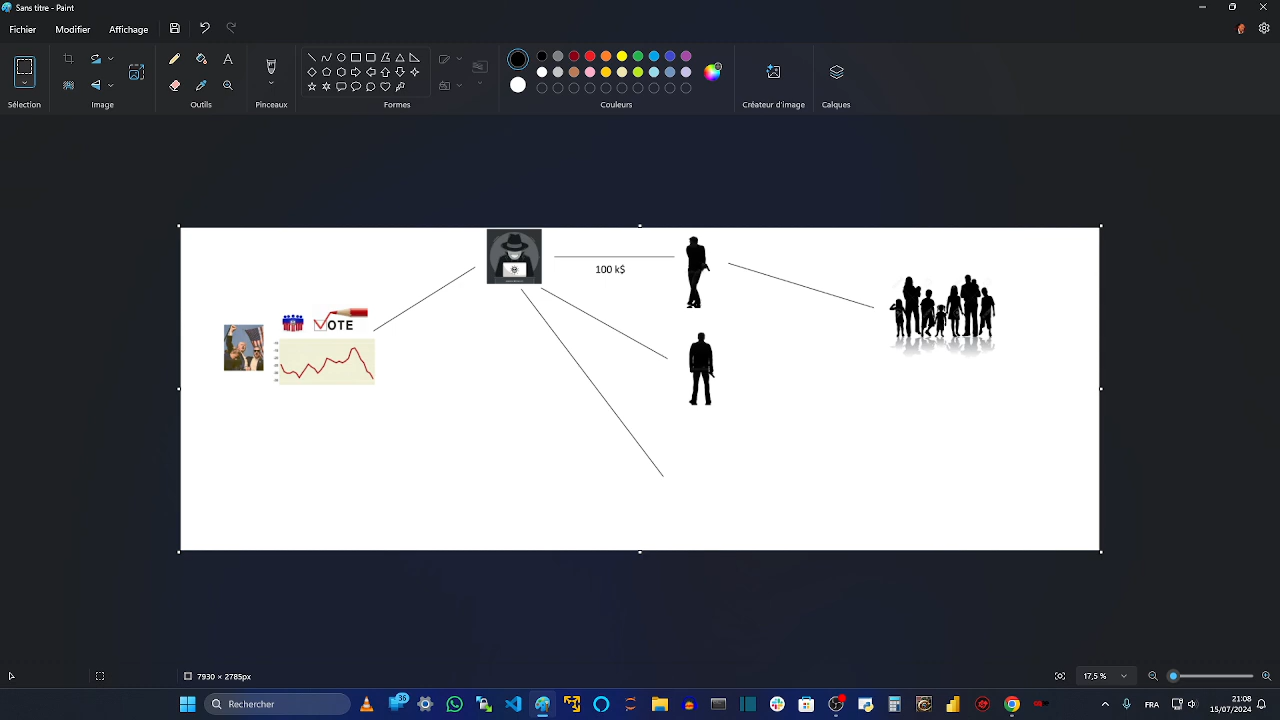 Sans titre - Paint
Fichier Modifier Affichage
Sélection Image Outils Pinceaux Formes Couleurs Créateur d'image Calques
100 k$
VOTE
7930 × 2785px
17,5 %
Rechercher
36
FRA
21:08
15/07/2024